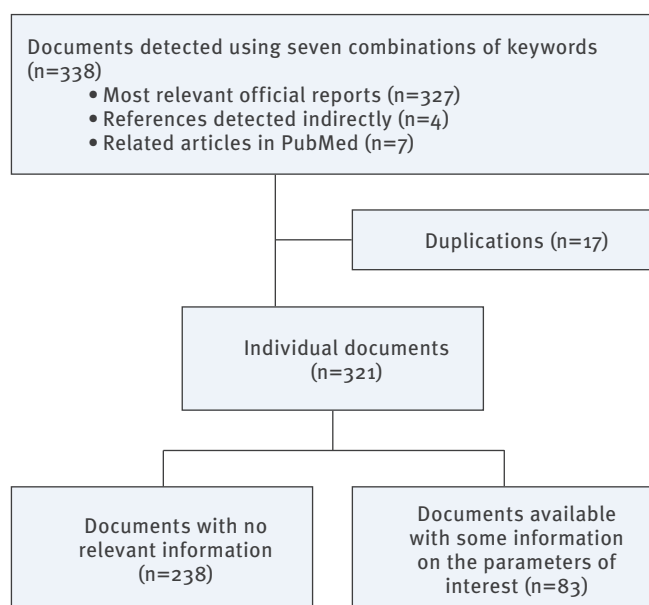 Documents detected using seven combinations of keywords
(n=338)
• Most relevant official reports (n=327)
• References detected indirectly (n=4)
• Related articles in PubMed (n=7)
Duplications (n=17)
Individual documents
(n=321)
Documents with no
relevant information
(n=238)
Documents available
with some information
on the parameters of
interest (n=83)